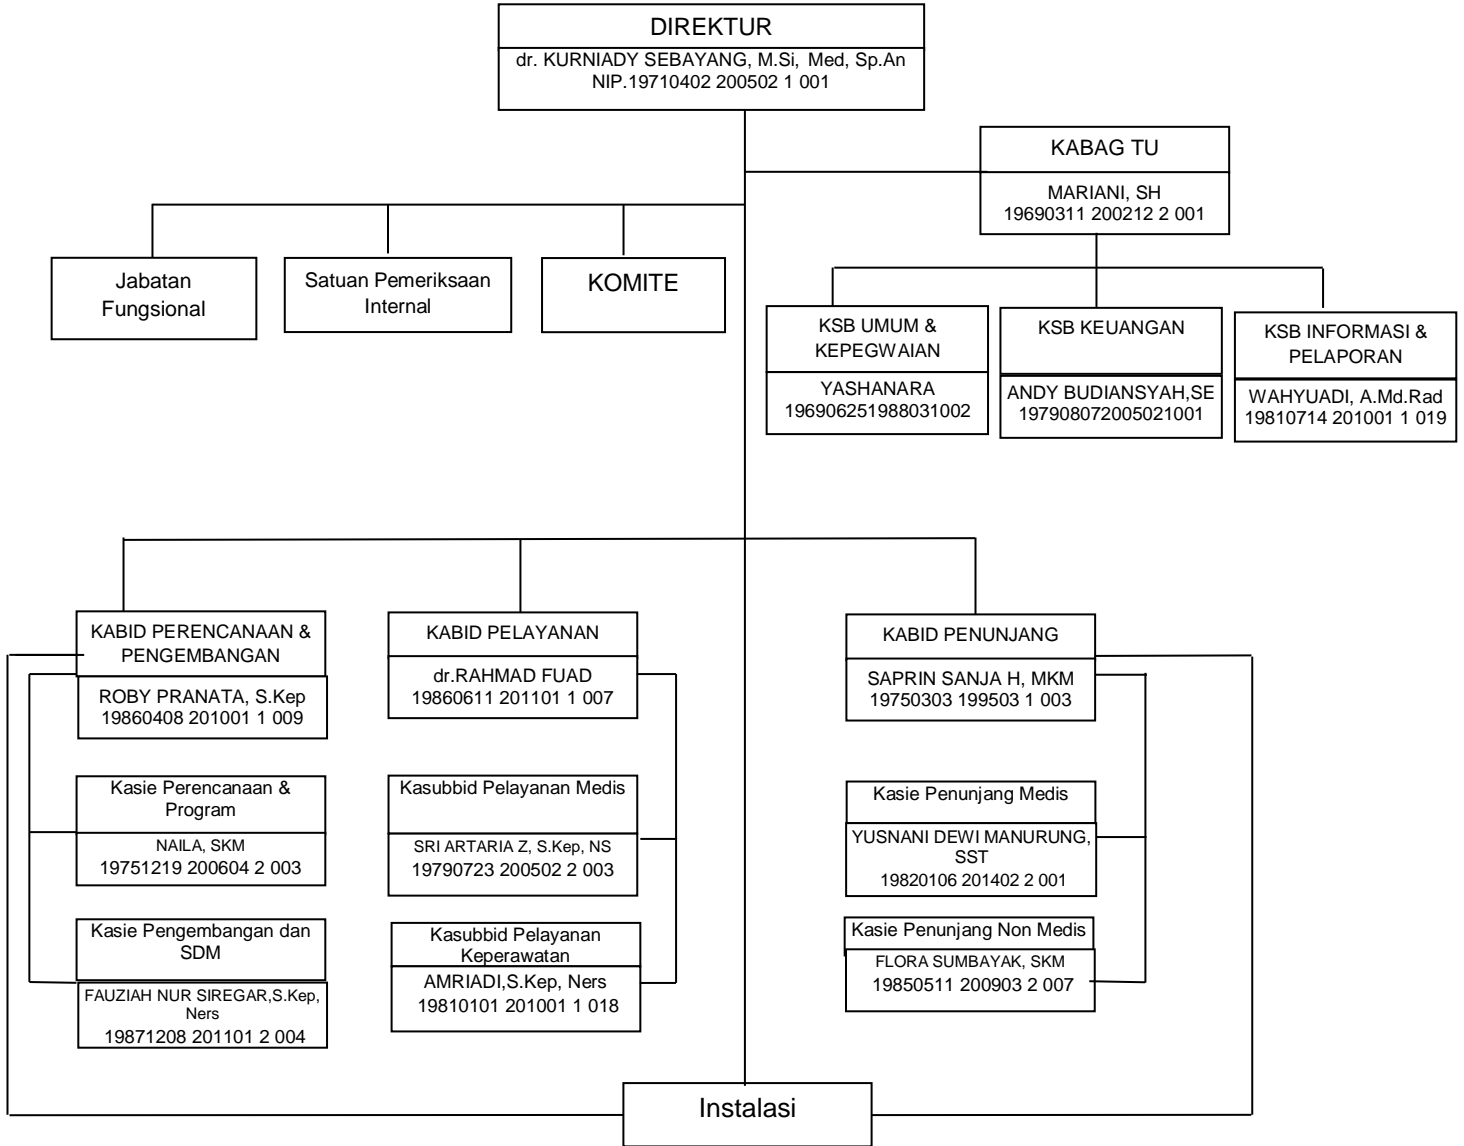 DIREKTUR
dr. KURNIADY SEBAYANG, M.Si, Med, Sp.An
NIP.19710402 200502 1 001
KABAG TU
MARIANI, SH
19690311 200212 2 001
Jabatan
Fungsional
Satuan Pemeriksaan
Internal
KOMITE
KSB UMUM &
KEPEGWAIAN
YASHANARA
196906251988031002
KSB KEUANGAN
ANDY BUDIANSYAH,SE
197908072005021001
KSB INFORMASI &
PELAPORAN
WAHYUADI, A.Md.Rad
19810714 201001 1 019
KABID PERENCANAAN &
PENGEMBANGAN
ROBY PRANATA, S.Kep
19860408 201001 1 009
KABID PELAYANAN
dr.RAHMAD FUAD
19860611 201101 1 007
KABID PENUNJANG
SAPRIN SANJA H, MKM
19750303 199503 1 003
Kasie Perencanaan &
Program
NAILA, SKM
19751219 200604 2 003
Kasubbid Pelayanan Medis
SRI ARTARIA Z, S.Kep, NS
19790723 200502 2 003
Kasie Penunjang Medis
YUSNANI DEWI MANURUNG,
SST
19820106 201402 2 001
Kasie Pengembangan dan
SDM
FAUZIAH NUR SIREGAR,S.Kep,
Ners
19871208 201101 2 004
Kasubbid Pelayanan
Keperawatan
AMRIADI,S.Kep, Ners
19810101 201001 1 018
Kasie Penunjang Non Medis
FLORA SUMBAYAK, SKM
19850511 200903 2 007
Instalasi